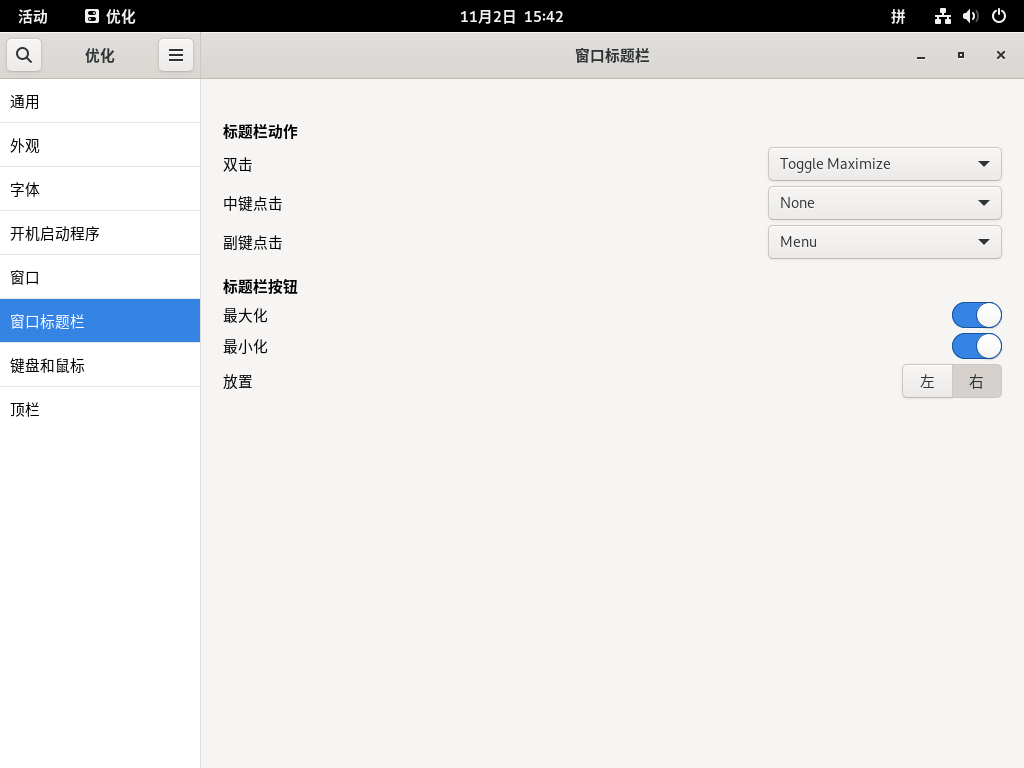 活动 优化 11月2日 15:42 拼
优化 窗口标题栏
通用
外观
字体
开机启动程序
窗口
窗口标题栏
键盘和鼠标
顶栏
标题栏动作
双击 Toggle Maximize
中键点击 None
副键点击 Menu
标题栏按钮
最大化
最小化
放置 左 右